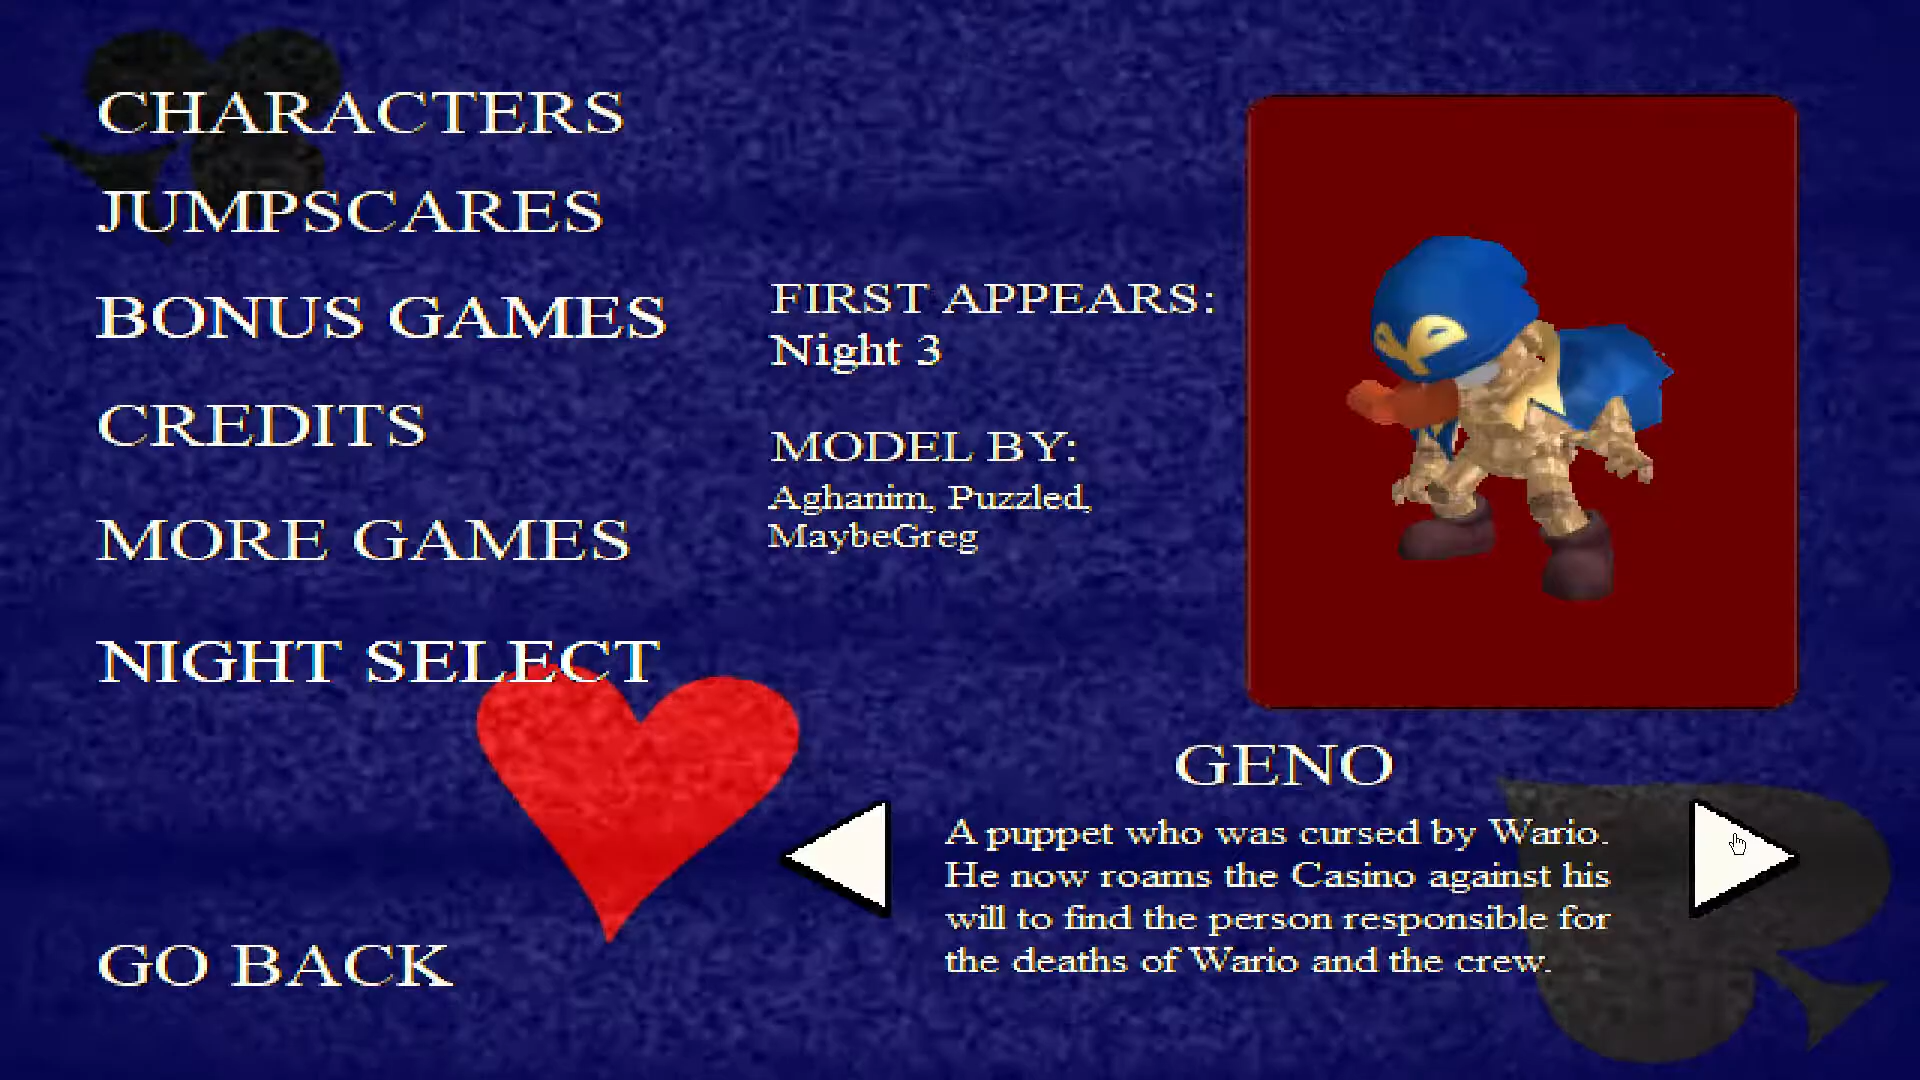 CHARACTERS
JUMPSCARES
BONUS GAMES
CREDITS
MORE GAMES
NIGHT SELECT
GO BACK
FIRST APPEARS:
Night 3
MODEL BY:
Aghanim, Puzzled,
MaybeGreg
GENO
A puppet who was cursed by Wario.
He now roams the Casino against his
will to find the person responsible for
the deaths of Wario and the crew.